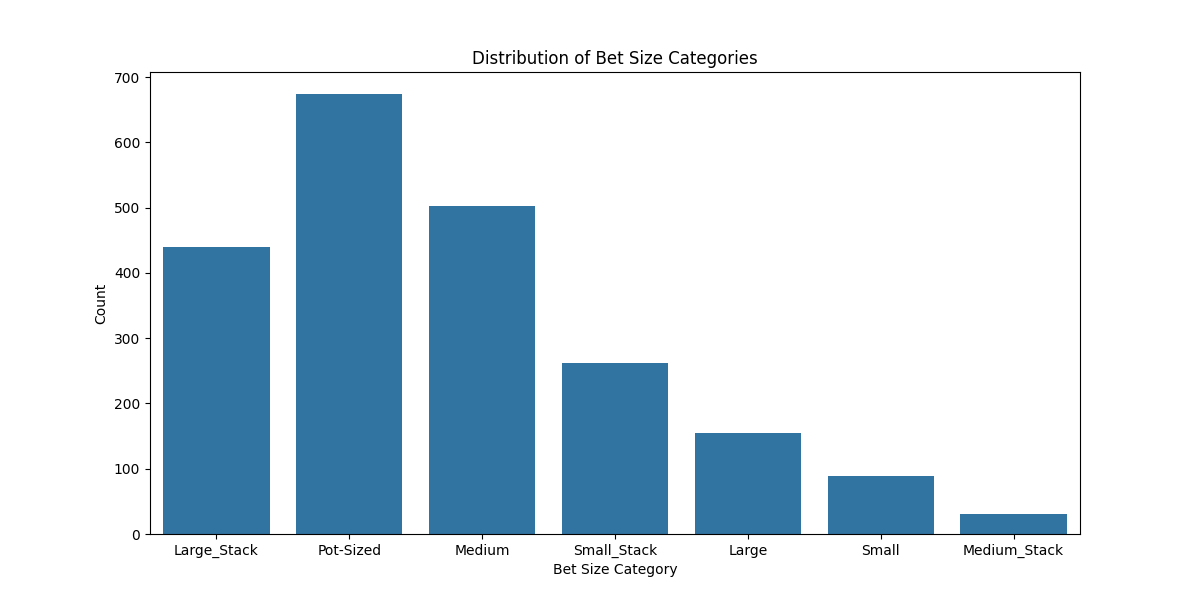 Distribution of Bet Size Categories
700
600
500
400
300
200
100
0
Count
Large_Stack Pot-Sized Medium Small_Stack Large Small Medium_Stack
Bet Size Category